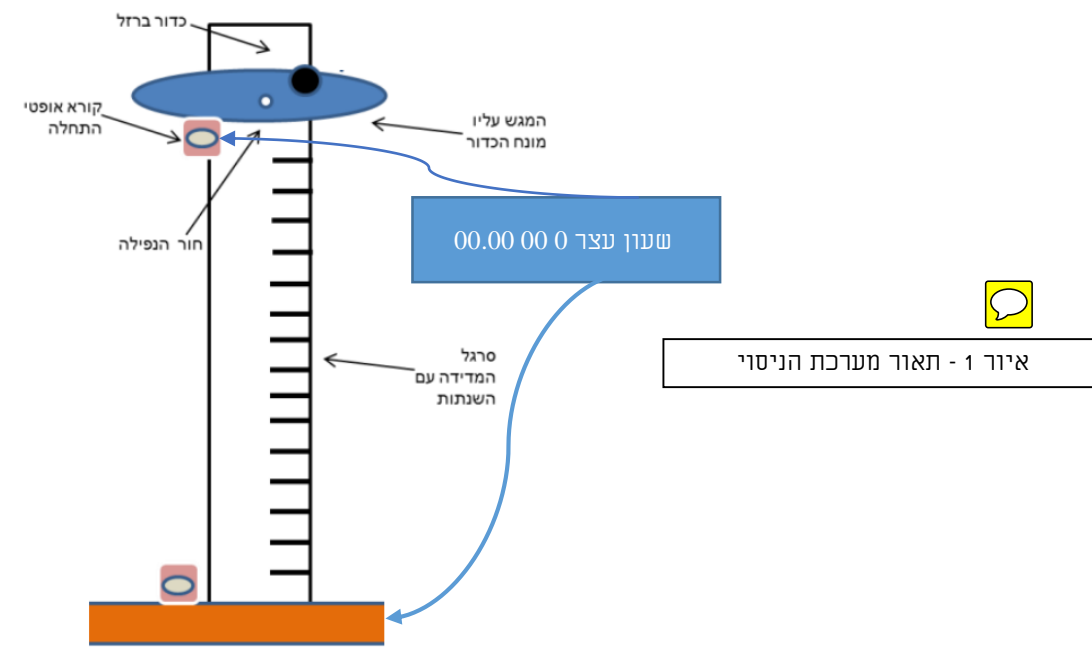 כדור ברזל
קורא אופטי
התחלה
המגש עליו
מונח הכדור
חור הנפילה
שעון עצר 0 00 00.00
איור 1 - תאור מערכת הניסוי
סרגל
המדידה עם
השנתות